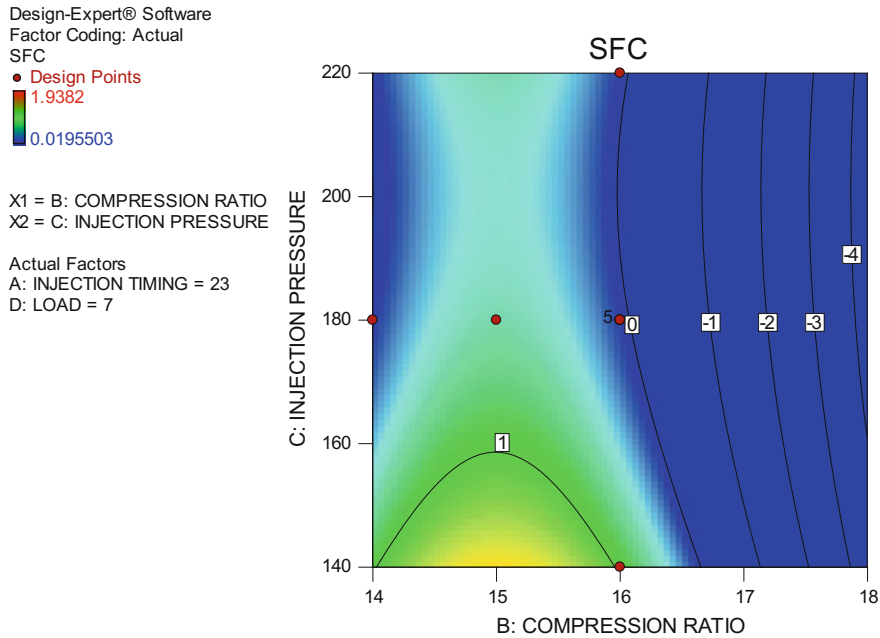 Design-Expert® Software
Factor Coding: Actual
SFC
Design Points
1.9382
0.0195503
X1 = B: COMPRESSION RATIO
X2 = C: INJECTION PRESSURE
Actual Factors
A: INJECTION TIMING = 23
D: LOAD = 7
SFC
C: INJECTION PRESSURE
220
200
180
160
140
-4
5
0
-1
-2
-3
1
14
15
16
17
18
B: COMPRESSION RATIO